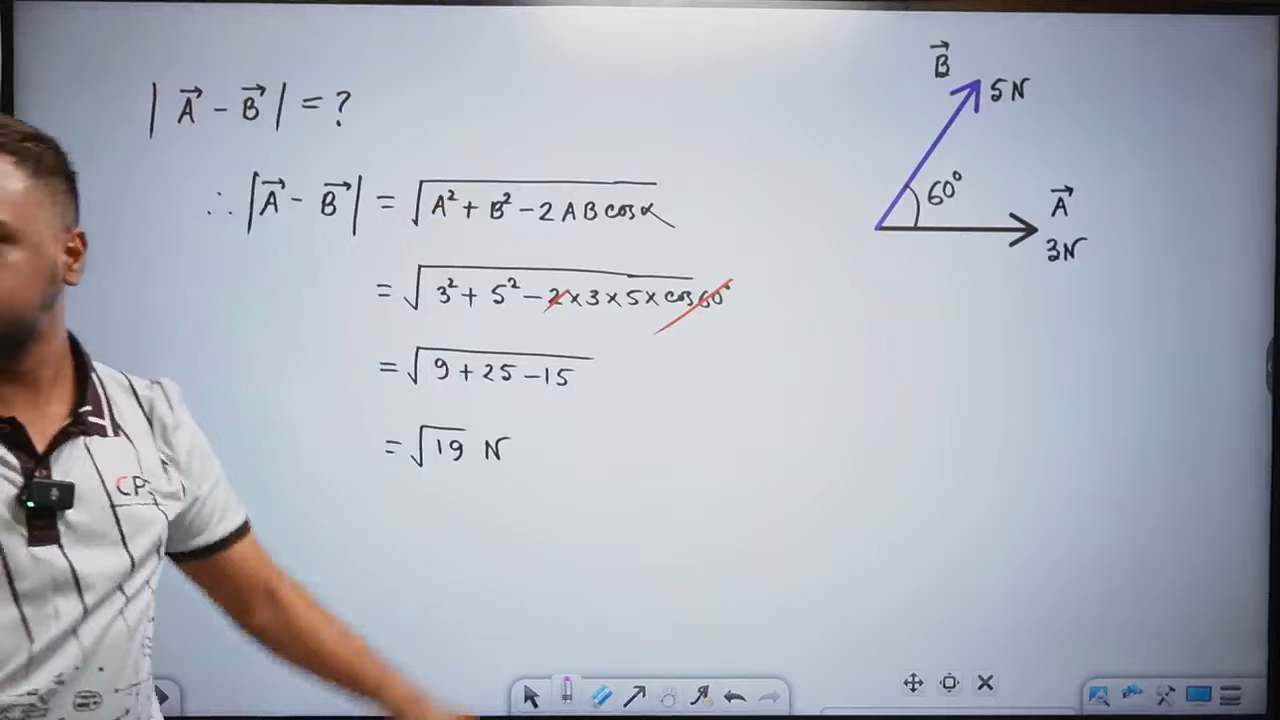 |A⃗ - B⃗| = ?
∴ |A⃗ - B⃗| = √(A² + B² - 2AB cosα)
= √(3² + 5² - 2×3×5×cos60°)
= √(9 + 25 - 15)
= √19 N
B⃗
5N
60°
A⃗
3N